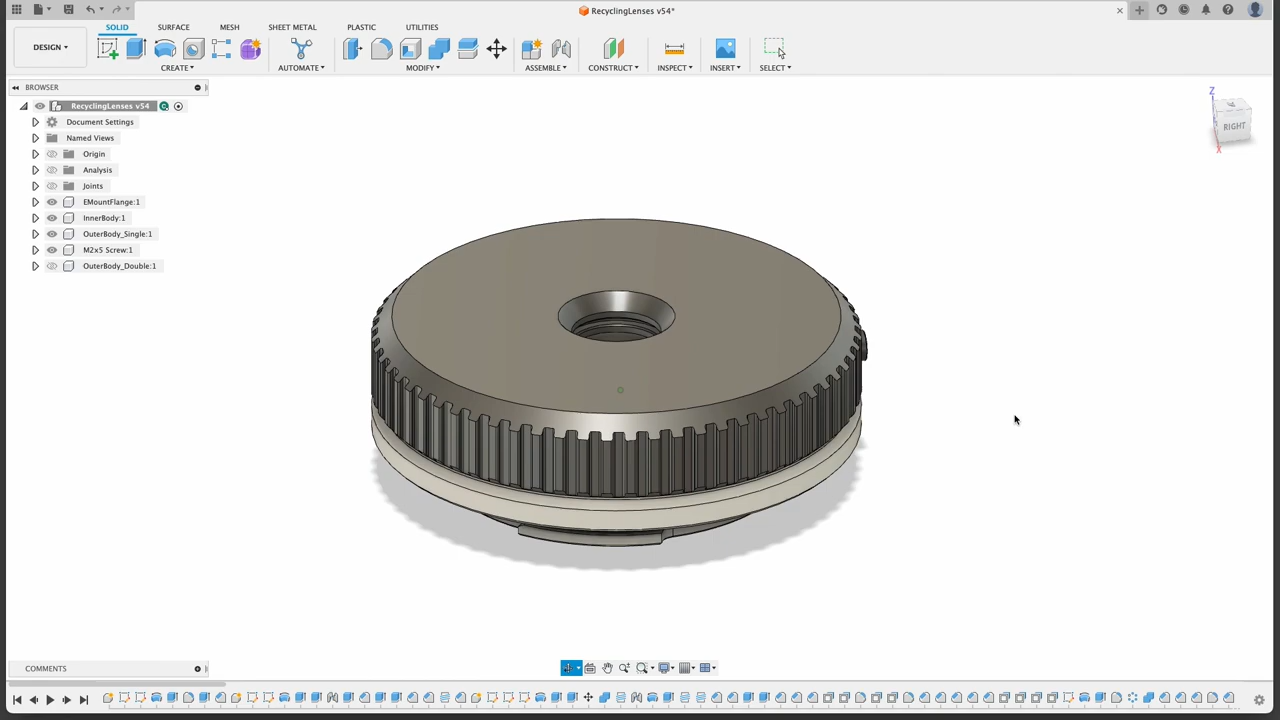 RecyclingLenses v54*
DESIGN
SOLID SURFACE MESH SHEET METAL PLASTIC UTILITIES
CREATE AUTOMATE MODIFY ASSEMBLE CONSTRUCT INSPECT INSERT SELECT
BROWSER
RecyclingLenses v54
Document Settings
Named Views
Origin
Analysis
Joints
EMountFlange:1
InnerBody:1
OuterBody_Single:1
M2x5 Screw:1
OuterBody_Double:1
Z
RIGHT
X
COMMENTS